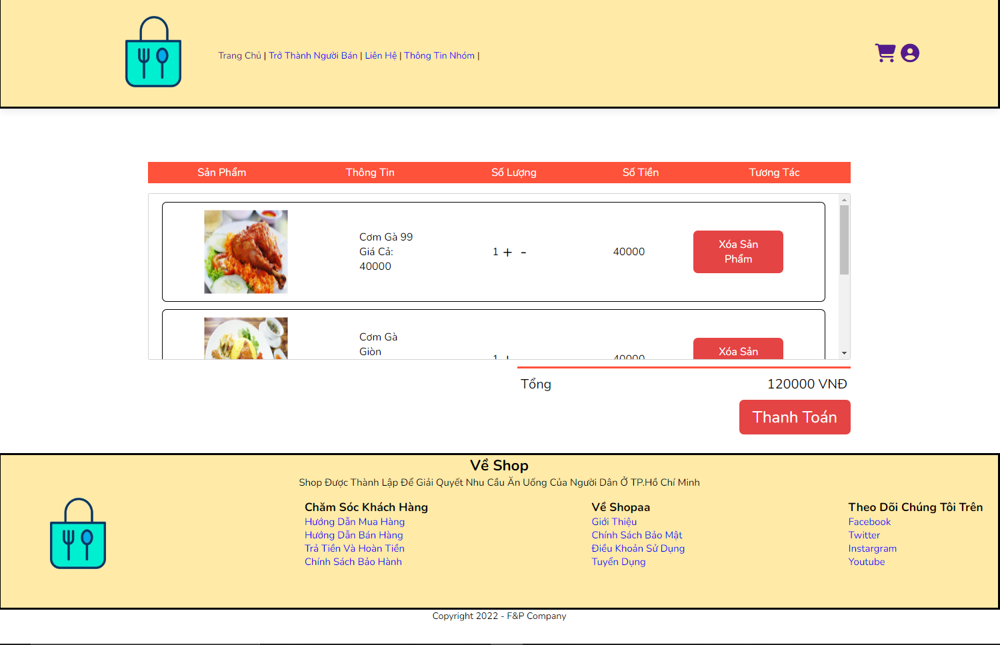 Trang Chủ | Trở Thành Người Bán | Liên Hệ | Thông Tin Nhóm |
Sản Phẩm Thông Tin Số Lượng Số Tiền Tương Tác
Cơm Gà 99
Giá Cả:
40000
1 + -
40000
Xóa Sản
Phẩm
Cơm Gà
Giòn
1 +
40000
Xóa Sản
Tổng 120000 VNĐ
Thanh Toán
Về Shop
Shop Được Thành Lập Để Giải Quyết Nhu Cầu Ăn Uống Của Người Dân Ở TP.Hồ Chí Minh
Chăm Sóc Khách Hàng
Hướng Dẫn Mua Hàng
Hướng Dẫn Bán Hàng
Trả Tiền Và Hoàn Tiền
Chính Sách Bảo Hành
Về Shopaa
Giới Thiệu
Chính Sách Bảo Mật
Điều Khoản Sử Dụng
Tuyển Dụng
Theo Dõi Chúng Tôi Trên
Facebook
Twitter
Instargram
Youtube
Copyright 2022 - F&P Company